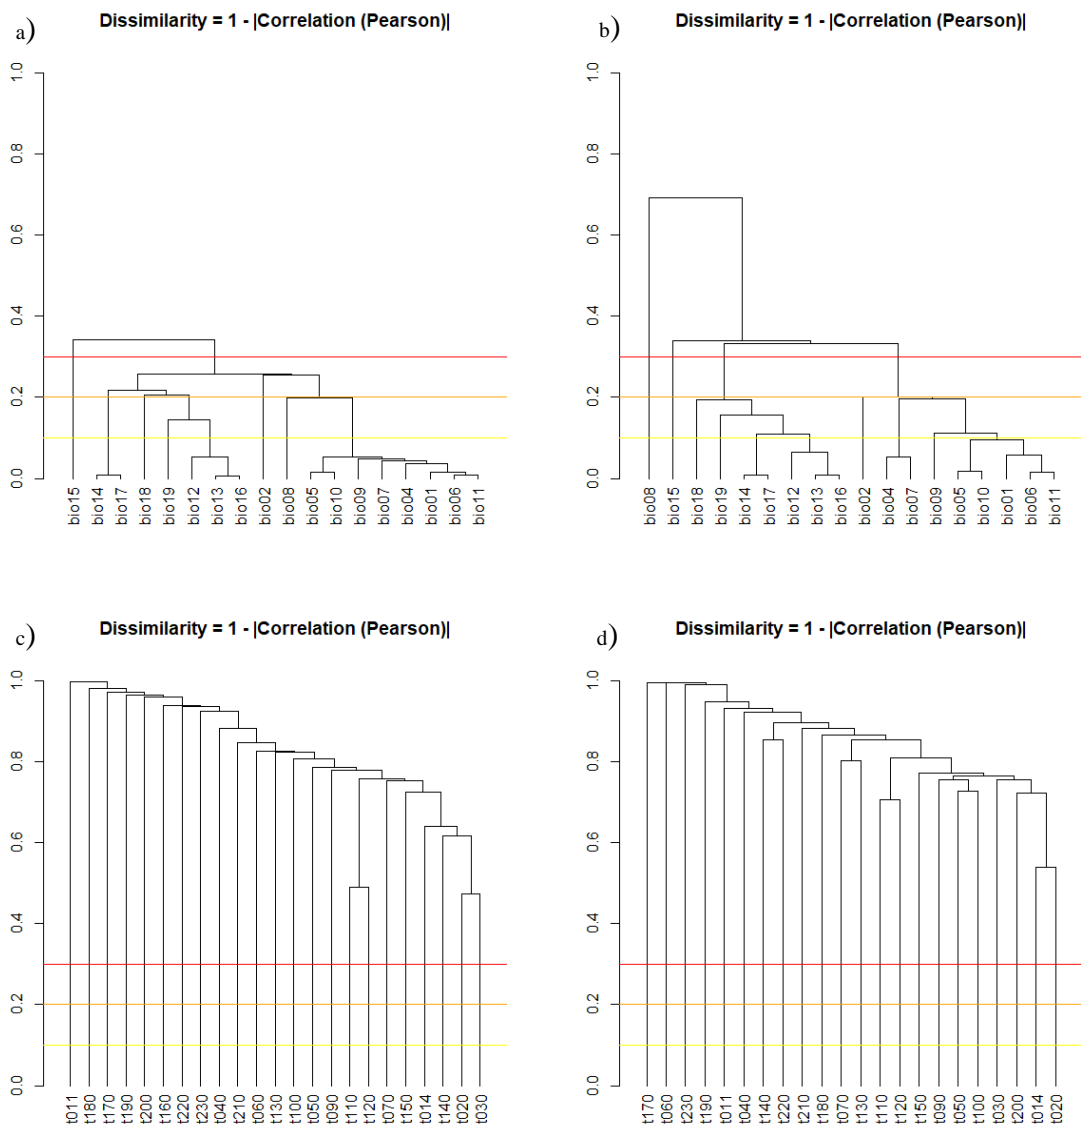 a)
Dissimilarity = 1 - |Correlation (Pearson)|
1.0
0.8
0.6
0.4
0.2
0.0
bio15 bio14 bio17 bio18 bio19 bio12 bio13 bio16 bio02 bio08 bio05 bio10 bio09 bio07 bio04 bio01 bio06 bio11
b)
Dissimilarity = 1 - |Correlation (Pearson)|
1.0
0.8
0.6
0.4
0.2
0.0
bio08 bio15 bio18 bio19 bio14 bio17 bio12 bio13 bio16 bio02 bio04 bio07 bio09 bio05 bio10 bio01 bio06 bio11
c)
Dissimilarity = 1 - |Correlation (Pearson)|
1.0
0.8
0.6
0.4
0.2
0.0
t011 t180 t170 t190 t200 t160 t220 t230 t040 t210 t060 t130 t100 t050 t090 t110 t120 t070 t150 t014 t140 t020 t030
d)
Dissimilarity = 1 - |Correlation (Pearson)|
1.0
0.8
0.6
0.4
0.2
0.0
t170 t060 t230 t190 t011 t040 t140 t220 t210 t180 t070 t130 t110 t120 t150 t090 t050 t100 t030 t200 t014 t020